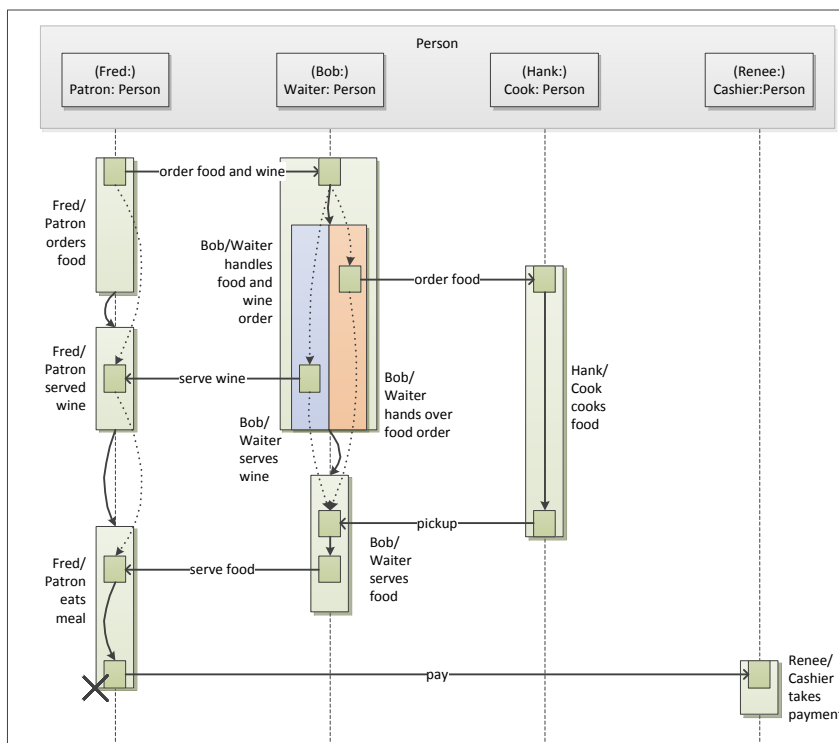 Person
(Fred:)
Patron: Person
(Bob:)
Waiter: Person
(Hank:)
Cook: Person
(Renee:)
Cashier:Person
order food and wine
Fred/
Patron
orders
food
Bob/Waiter
handles
food and
wine
order
order food
Fred/
Patron
served
wine
serve wine
Bob/
Waiter
serves
wine
Bob/
Waiter
hands over
food order
Hank/
Cook
cooks
food
pickup
Bob/
Waiter
serves
food
Fred/
Patron
eats
meal
serve food
pay
Renee/
Cashier
takes
payment